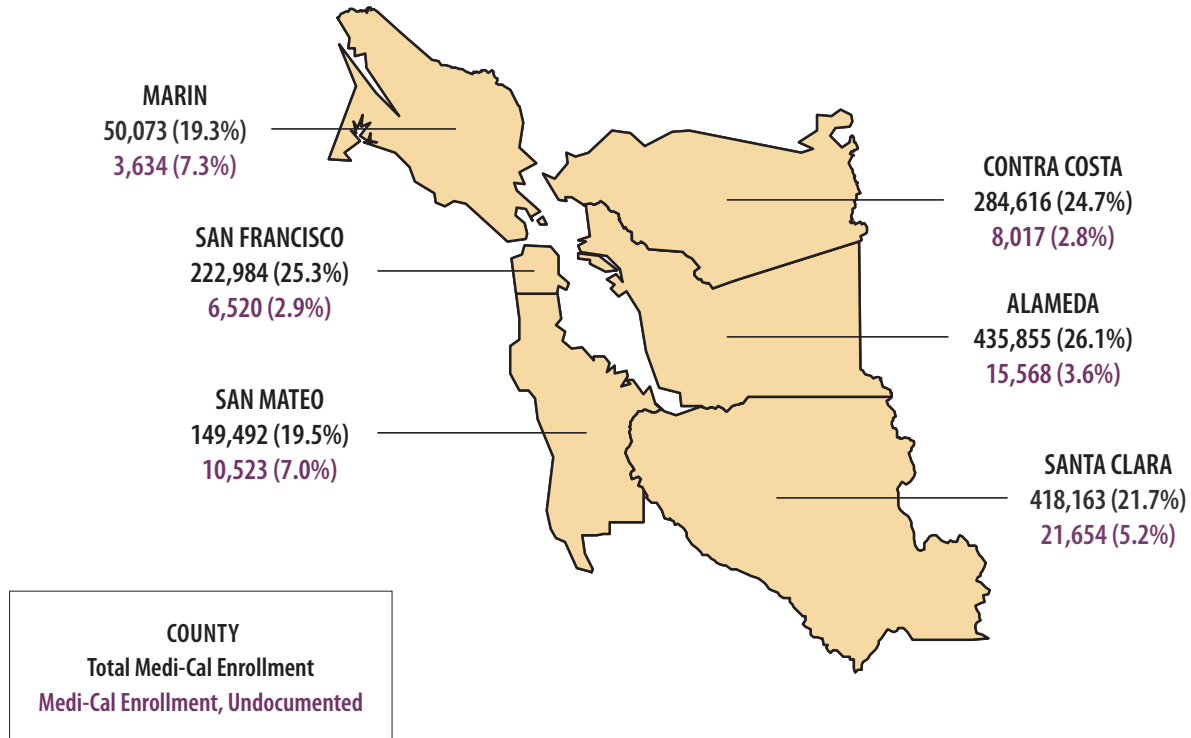 MARIN
50,073 (19.3%)
3,634 (7.3%)
SAN FRANCISCO
222,984 (25.3%)
6,520 (2.9%)
SAN MATEO
149,492 (19.5%)
10,523 (7.0%)
CONTRA COSTA
284,616 (24.7%)
8,017 (2.8%)
ALAMEDA
435,855 (26.1%)
15,568 (3.6%)
SANTA CLARA
418,163 (21.7%)
21,654 (5.2%)
COUNTY
Total Medi-Cal Enrollment
Medi-Cal Enrollment, Undocumented